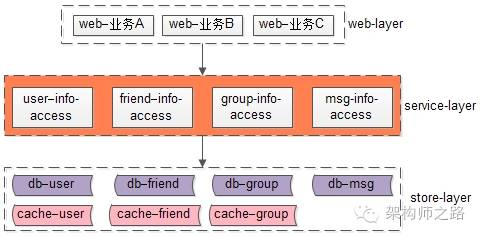 web–业务A web–业务B web–业务C web-layer
user–info-access friend–info-access group-info-access msg-info-access service-layer
db–user db–friend db–group db–msg
cache–user cache–friend cache–group store-layer
架构师之路